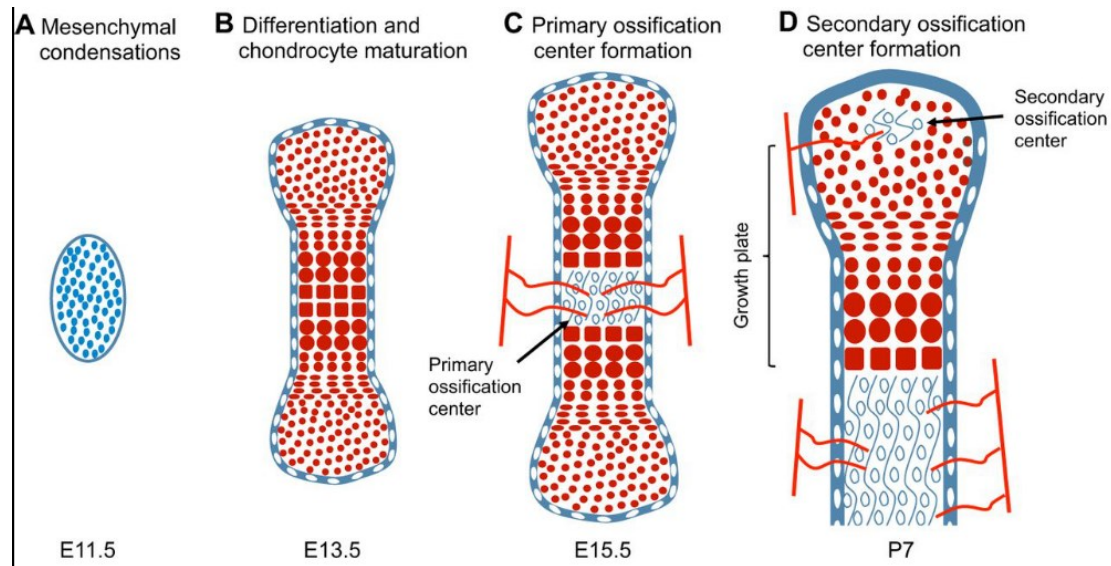 A Mesenchymal
condensations
B Differentiation and
chondrocyte maturation
C Primary ossification
center formation
D Secondary ossification
center formation
Secondary
ossification
center
Growth plate
Primary
ossification
center
E11.5
E13.5
E15.5
P7